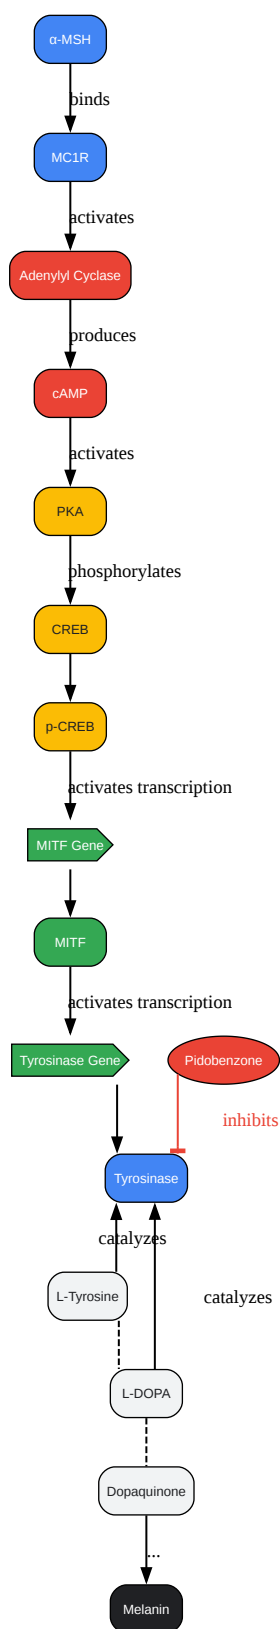 α-MSH
binds
MC1R
activates
Adenylyl Cyclase
produces
cAMP
activates
PKA
phosphorylates
CREB
p-CREB
activates transcription
MITF Gene
MITF
activates transcription
Tyrosinase Gene
Pidobenzone
inhibits
Tyrosinase
catalyzes
L-Tyrosine
catalyzes
L-DOPA
Dopaquinone
...
Melanin